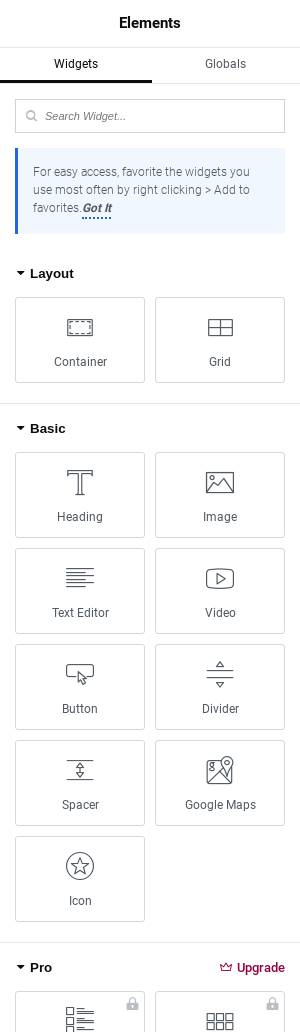 Elements
Widgets
Globals
Search Widget...
For easy access, favorite the widgets you
use most often by right clicking > Add to
favorites. Got It
Layout
Container
Grid
Basic
Heading
Image
Text Editor
Video
Button
Divider
Spacer
Google Maps
Icon
Pro
Upgrade